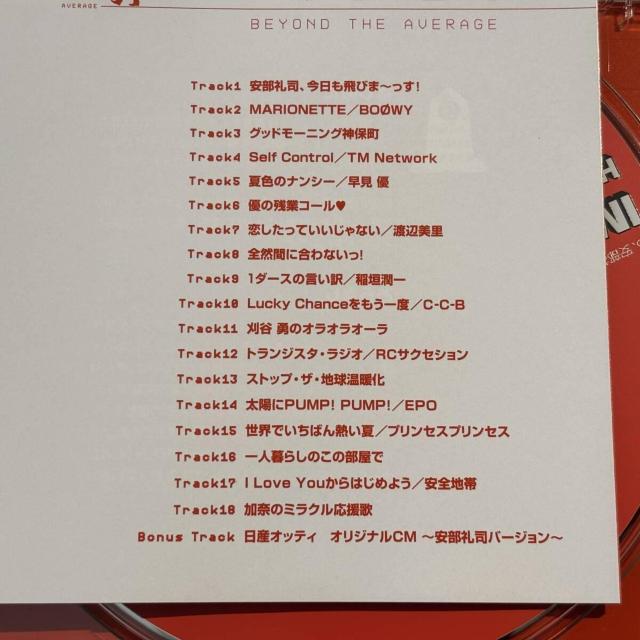 AVERAGE
BEYOND THE AVERAGE
Track1 安部礼司、今日も飛びま〜っす!
Track2 MARIONETTE／BOØWY
Track3 グッドモーニング神保町
Track4 Self Control／TM Network
Track5 夏色のナンシー／早見 優
Track6 優の残業コール♥
Track7 恋したっていいじゃない／渡辺美里
Track8 全然間に合わないっ!
Track9 1ダースの言い訳／稲垣潤一
Track10 Lucky Chanceをもう一度／C-C-B
Track11 刈谷 勇のオラオラオーラ
Track12 トランジスタ・ラジオ／RCサクセション
Track13 ストップ・ザ・地球温暖化
Track14 太陽にPUMP! PUMP!／EPO
Track15 世界でいちばん熱い夏／プリンセスプリンセス
Track16 一人暮らしのこの部屋で
Track17 I Love Youからはじめよう／安全地帯
Track18 加奈のミラクル応援歌
Bonus Track 日産オッティ オリジナルCM 〜安部礼司バージョン〜